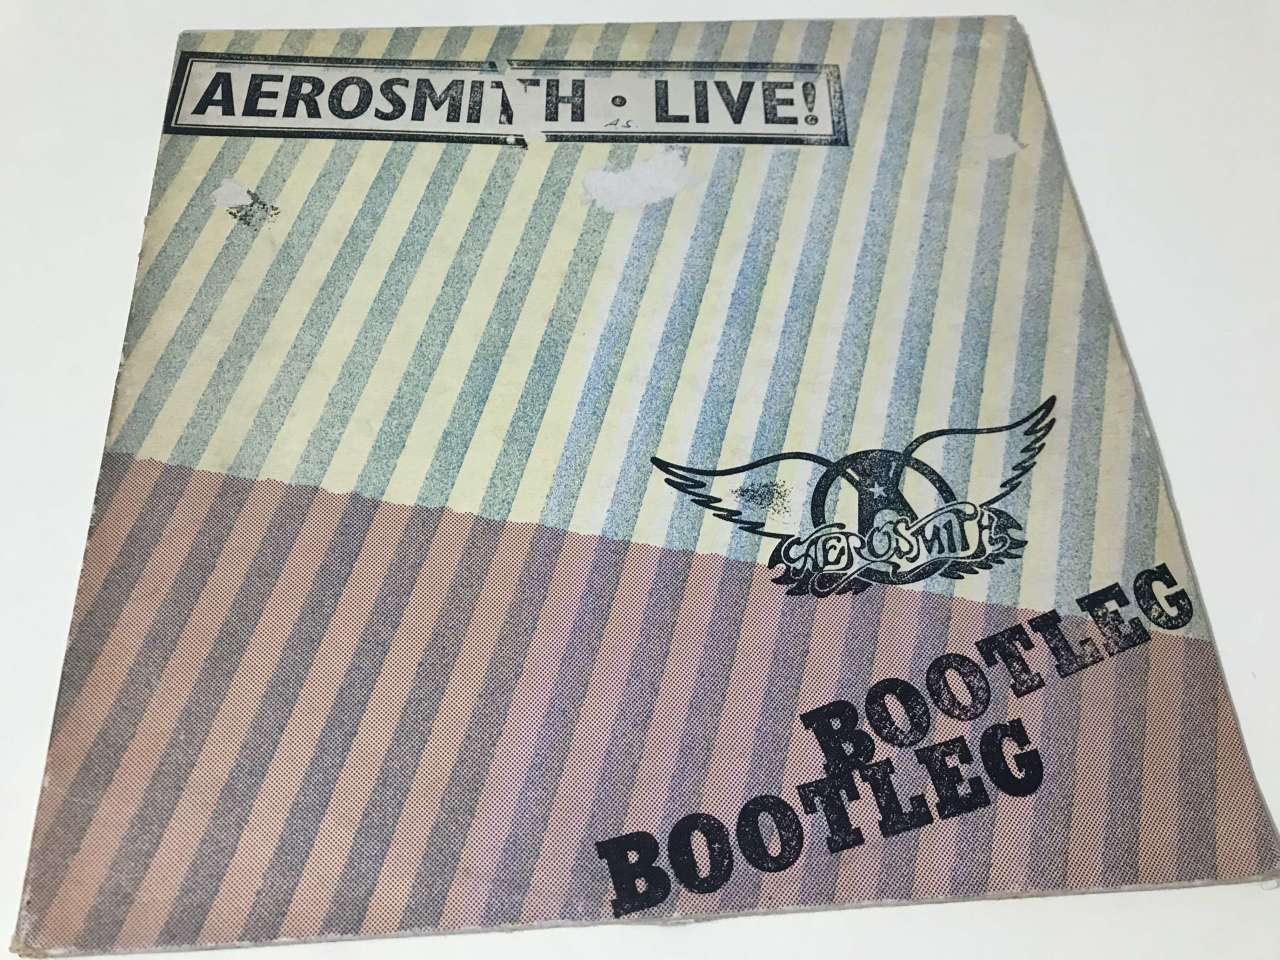 AEROSMITH • LIVE!
A.S.
AEROSMITH
BOOTLEG
BOOTLEG